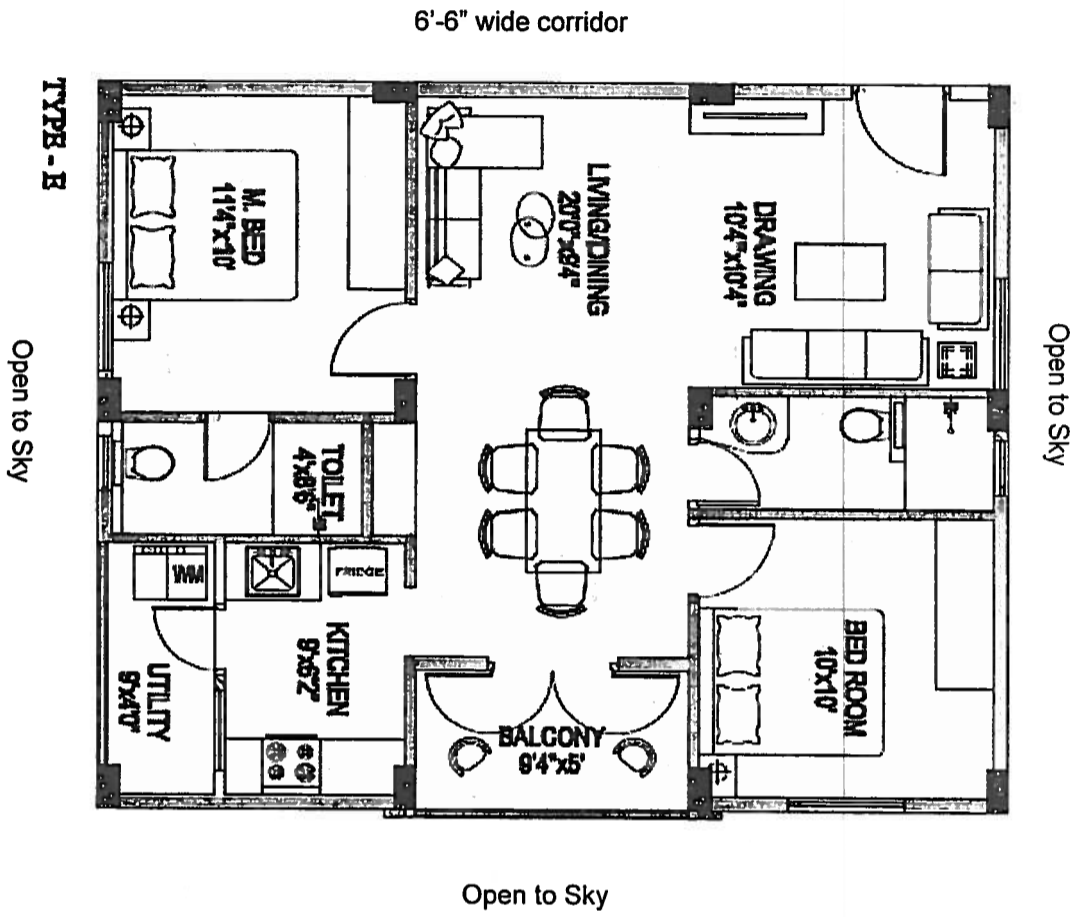 6'-6" wide corridor
TYPE - E
M. BED
11'4"x10'
LIVING/DINING
20'0"x9'4"
DRAWING
10'4"x10'4"
Open to Sky
Open to Sky
TOILET
4'x8'6"
FRIDGE
WM
KITCHEN
9'x6'2"
UTILITY
9'x4'0"
BED ROOM
10'x10'
BALCONY
9'4"x5'
Open to Sky